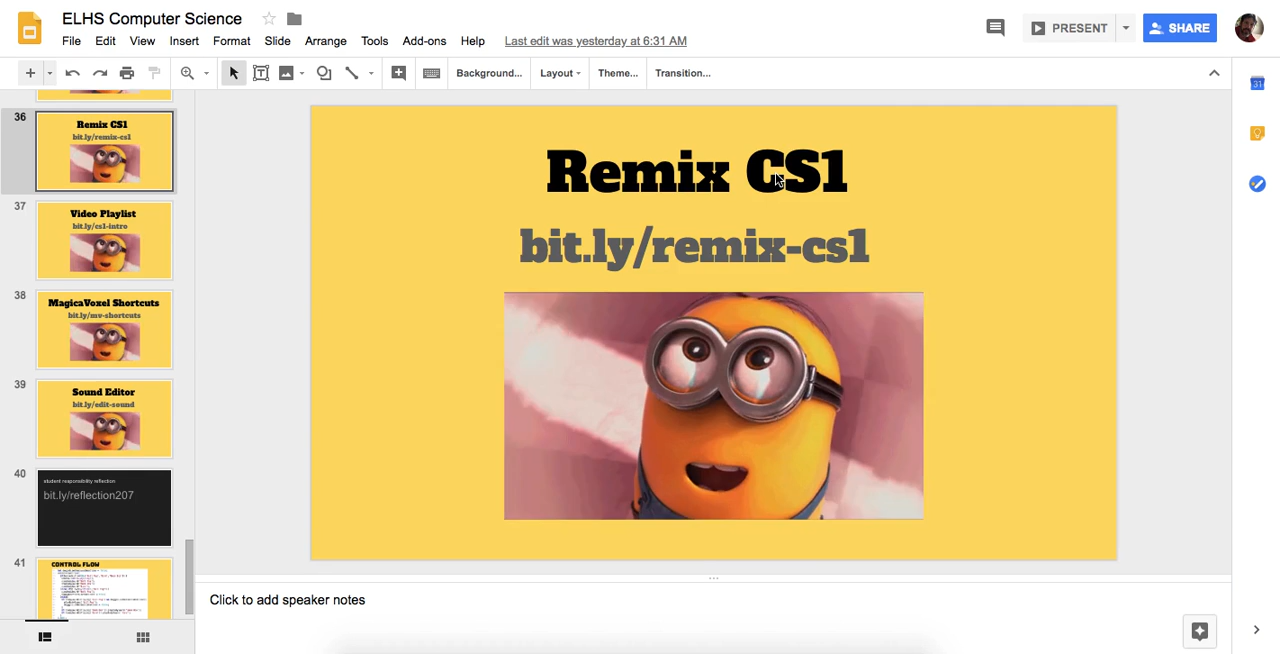 ELHS Computer Science
File Edit View Insert Format Slide Arrange Tools Add-ons Help Last edit was yesterday at 6:31 AM
PRESENT
SHARE
Background...
Layout
Theme...
Transition...
31
36
Remix CS1
bit.ly/remix-cs1
37
Video Playlist
bit.ly/cs1-intro
38
MagicaVoxel Shortcuts
bit.ly/mv-shortcuts
39
Sound Editor
bit.ly/edit-sound
40
student responsibility reflection
bit.ly/reflection207
41
CONTROL FLOW
Remix CS1
bit.ly/remix-cs1
Click to add speaker notes